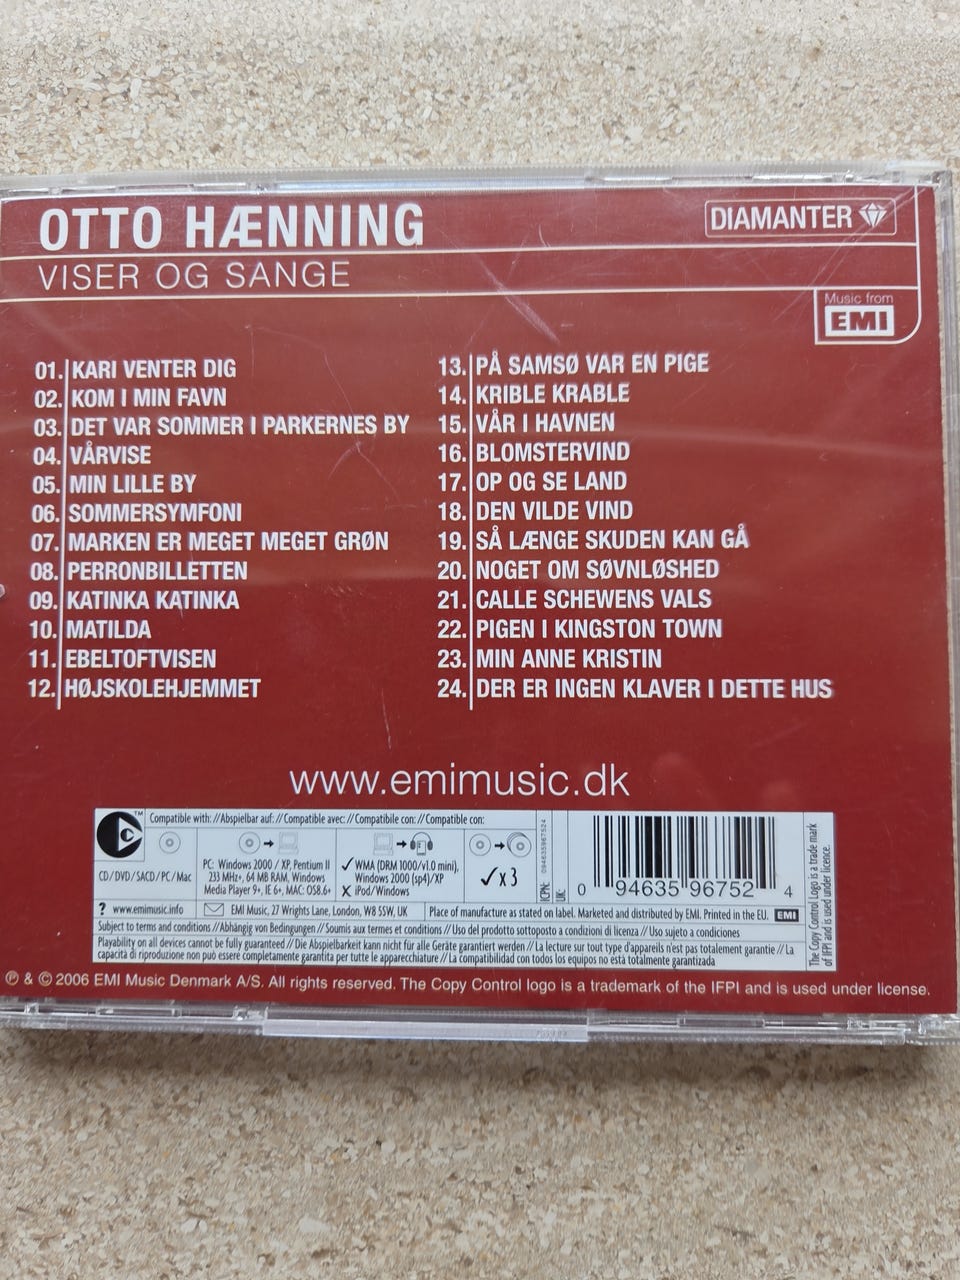 OTTO HÆNNING
DIAMANTER
VISER OG SANGE
Music from
EMI
01. KARI VENTER DIG
02. KOM I MIN FAVN
03. DET VAR SOMMER I PARKERNES BY
04. VÅRVISE
05. MIN LILLE BY
06. SOMMERSYMFONI
07. MARKEN ER MEGET MEGET GRØN
08. PERRONBILLETTEN
09. KATINKA KATINKA
10. MATILDA
11. EBELTOFTVISEN
12. HØJSKOLEHJEMMET
13. PÅ SAMSØ VAR EN PIGE
14. KRIBLE KRABLE
15. VÅR I HAVNEN
16. BLOMSTERVIND
17. OP OG SE LAND
18. DEN VILDE VIND
19. SÅ LÆNGE SKUDEN KAN GÅ
20. NOGET OM SØVNLØSHED
21. CALLE SCHEWENS VALS
22. PIGEN I KINGSTON TOWN
23. MIN ANNE KRISTIN
24. DER ER INGEN KLAVER I DETTE HUS
www.emimusic.dk
TM
Compatible with: //Abspielbar auf: //Compatible avec: //Compatibile con: //Compatible con:
CD/DVD/SACD/PC/Mac
PC: Windows 2000 / XP, Pentium II
233 MHz+, 64 MB RAM, Windows
Media Player 9+, IE 6+, MAC: OS8.6+
WMA (DRM 1000/v1.0 mini),
Windows 2000 (sp4)/XP
X iPod/Windows
x 3
ICPN: 094635967524
UK:
0 94635 96752 4
The Copy Control Logo is a trade mark
of IFPI and is used under licence.
? www.emimusic.info
EMI Music, 27 Wrights Lane, London, W8 5SW, UK
Place of manufacture as stated on label. Marketed and distributed by EMI. Printed in the EU. EMI
Subject to terms and conditions //Abhängig von Bedingungen //Soumis aux termes et conditions //Uso del prodotto sottoposto a condizioni di licenza //Uso sujeto a condiciones
Playability on all devices cannot be fully guaranteed // Die Abspielbarkeit kann nicht für alle Geräte garantiert werden // La lecture sur tout type d'appareils n'est pas totalement garantie // La
capacità di riproduzione non può essere completamente garantita per tutte le apparecchiature // La compatibilidad con todos los equipos no está totalmente garantizada
℗ & © 2006 EMI Music Denmark A/S. All rights reserved. The Copy Control logo is a trademark of the IFPI and is used under license.